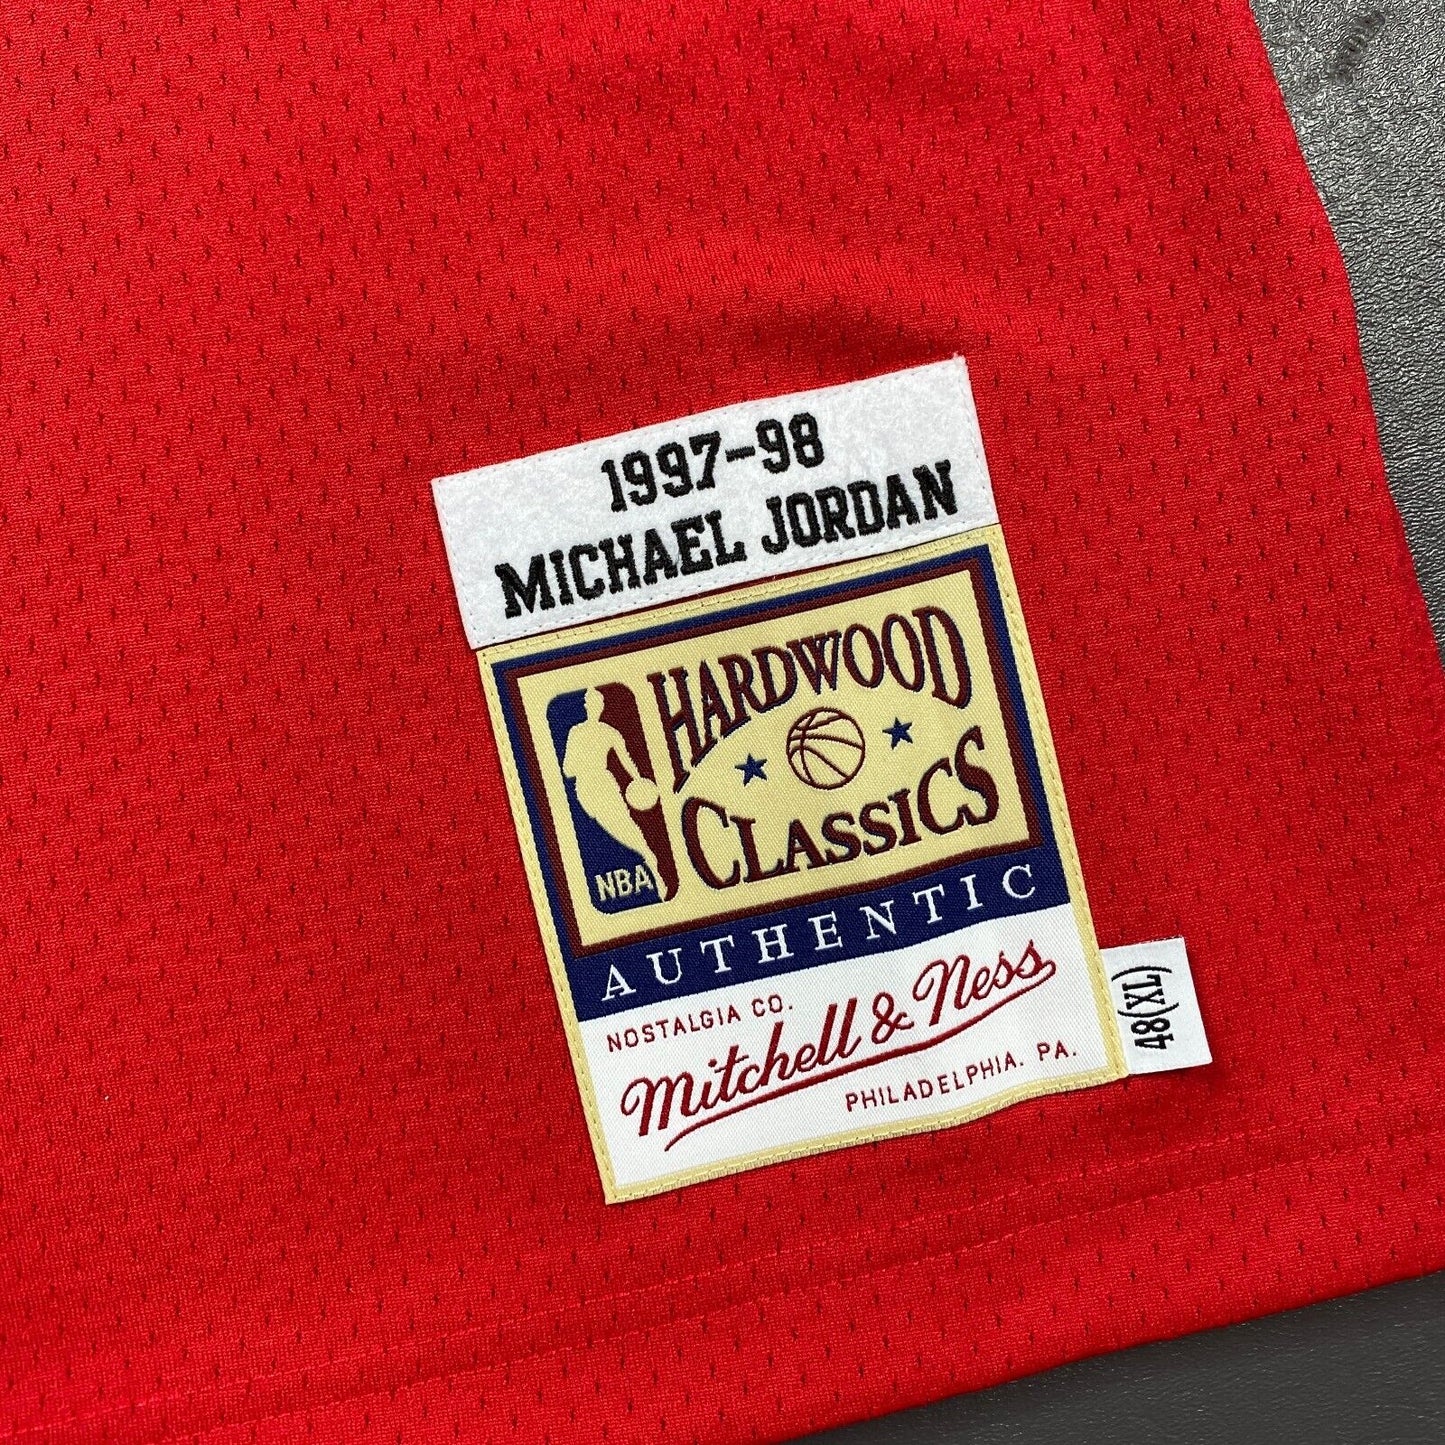 1997-98
MICHAEL JORDAN
HARDWOOD
CLASSICS
NBA
AUTHENTIC
NOSTALGIA CO.
Mitchell & Ness
PHILADELPHIA. PA.
48(XL)